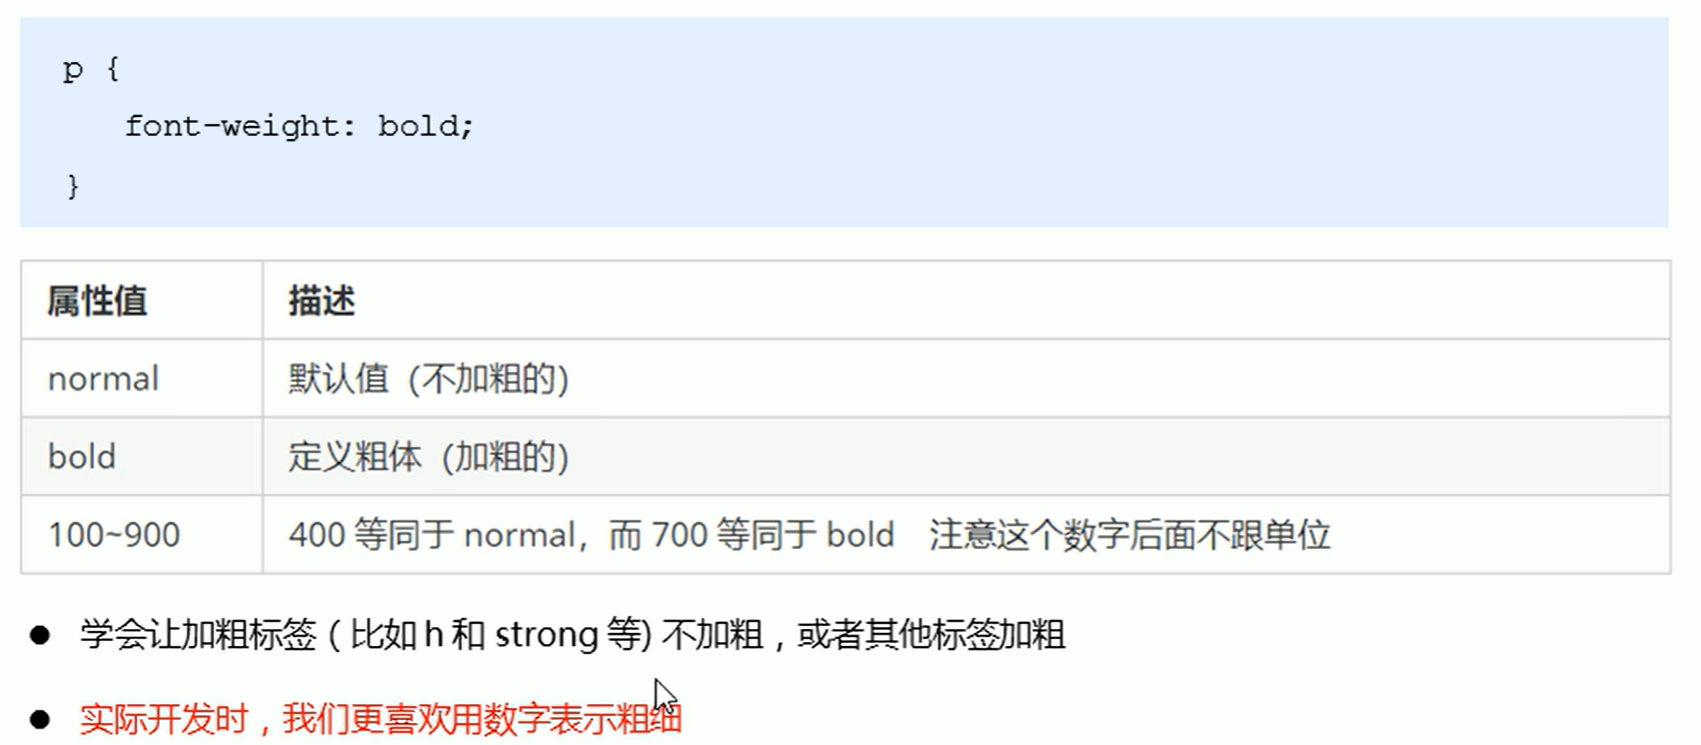 p {
font-weight: bold;
}
属性值 描述
normal 默认值（不加粗的)
bold 定义粗体（加粗的)
100~900 400 等同于 normal，而 700 等同于 bold 注意这个数字后面不跟单位
● 学会让加粗标签（比如 h 和 strong 等) 不加粗，或者其他标签加粗
● 实际开发时，我们更喜欢用数字表示粗细